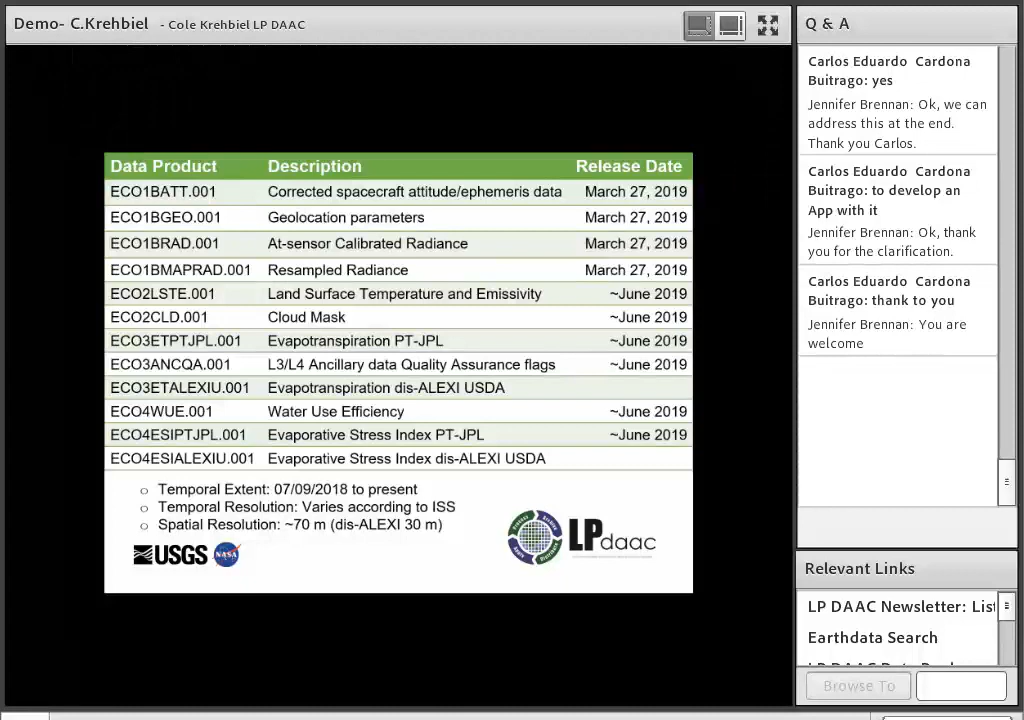 Demo- C.Krehbiel - Cole Krehbiel LP DAAC
Data Product Description Release Date
ECO1BATT.001 Corrected spacecraft attitude/ephemeris data March 27, 2019
ECO1BGEO.001 Geolocation parameters March 27, 2019
ECO1BRAD.001 At-sensor Calibrated Radiance March 27, 2019
ECO1BMAPRAD.001 Resampled Radiance March 27, 2019
ECO2LSTE.001 Land Surface Temperature and Emissivity ~June 2019
ECO2CLD.001 Cloud Mask ~June 2019
ECO3ETPTJPL.001 Evapotranspiration PT-JPL ~June 2019
ECO3ANCQA.001 L3/L4 Ancillary data Quality Assurance flags ~June 2019
ECO3ETALEXIU.001 Evapotranspiration dis-ALEXI USDA
ECO4WUE.001 Water Use Efficiency ~June 2019
ECO4ESIPTJPL.001 Evaporative Stress Index PT-JPL ~June 2019
ECO4ESIALEXIU.001 Evaporative Stress Index dis-ALEXI USDA
Temporal Extent: 07/09/2018 to present
Temporal Resolution: Varies according to ISS
Spatial Resolution: ~70 m (dis-ALEXI 30 m)
USGS NASA
LPdaac
Q & A
Carlos Eduardo Cardona
Buitrago: yes
Jennifer Brennan: Ok, we can
address this at the end.
Thank you Carlos.
Carlos Eduardo Cardona
Buitrago: to develop an
App with it
Jennifer Brennan: Ok, thank
you for the clarification.
Carlos Eduardo Cardona
Buitrago: thank to you
Jennifer Brennan: You are
welcome
Relevant Links
LP DAAC Newsletter: List
Earthdata Search
Browse To